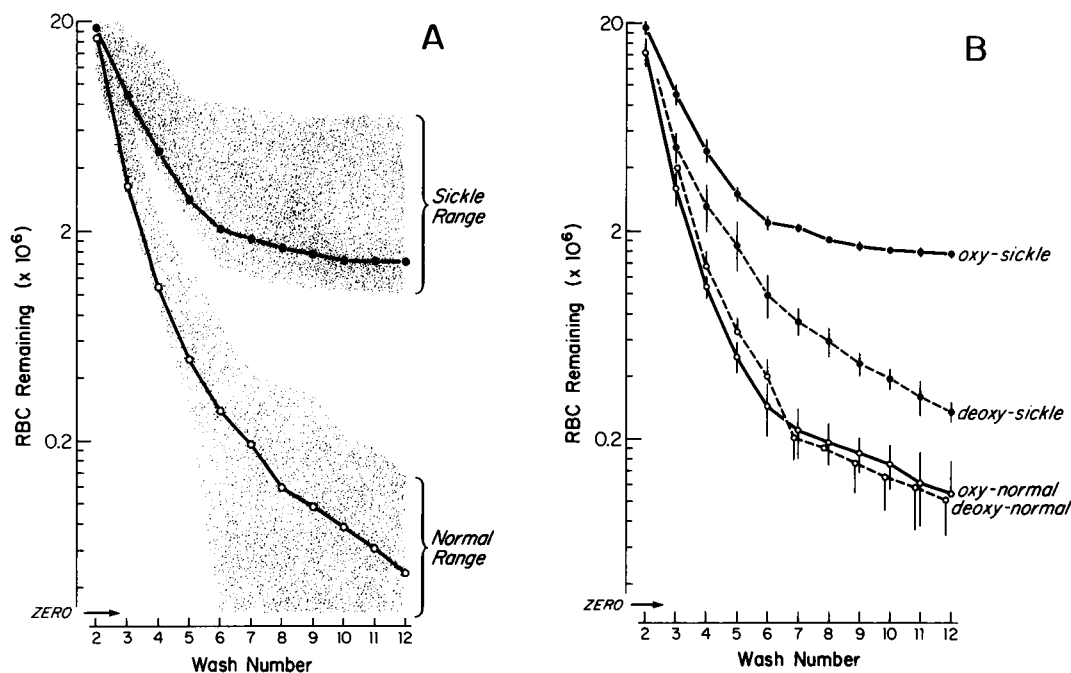 A
20
2
0.2
ZERO →
RBC Remaining (x 10⁶)
Sickle
Range
Normal
Range
2 3 4 5 6 7 8 9 10 11 12
Wash Number
B
20
2
0.2
ZERO →
RBC Remaining (x 10⁶)
oxy-sickle
deoxy-sickle
oxy-normal
deoxy-normal
2 3 4 5 6 7 8 9 10 11 12
Wash Number